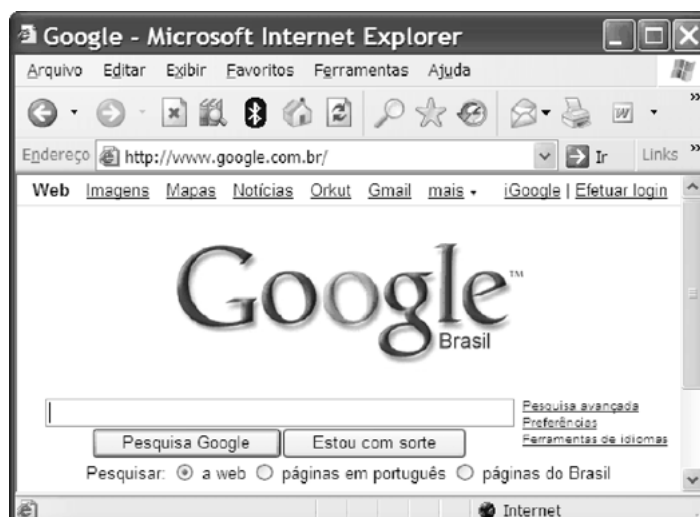 Google - Microsoft Internet Explorer
Arquivo Editar Exibir Favoritos Ferramentas Ajuda
Endereço http://www.google.com.br/ Ir Links »
Web Imagens Mapas Notícias Orkut Gmail mais iGoogle | Efetuar login
Google™
Brasil
Pesquisa avançada
Preferências
Ferramentas de idiomas
Pesquisa Google Estou com sorte
Pesquisar: a web páginas em português páginas do Brasil
Internet